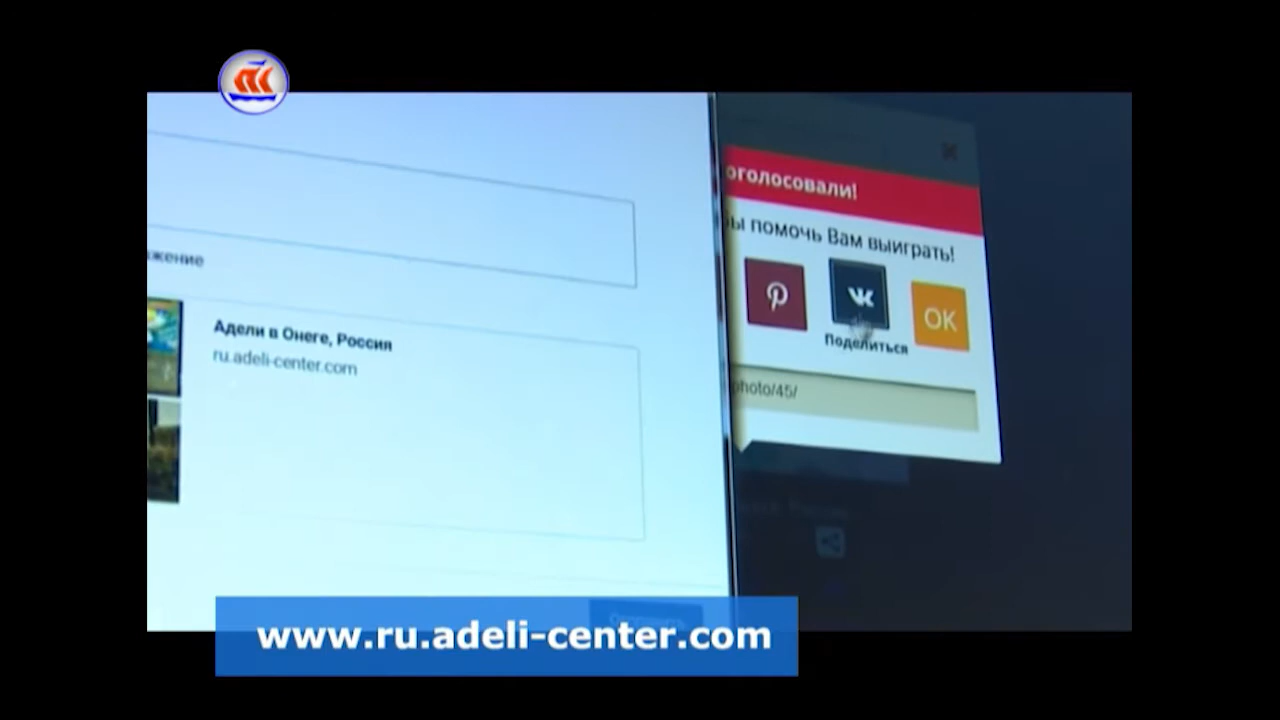 оголосовали!
ы помочь Вам выиграть!
жение
Адели в Онеге, Россия
ru.adeli-center.com
OK
Поделиться
photo/45/
www.ru.adeli-center.com